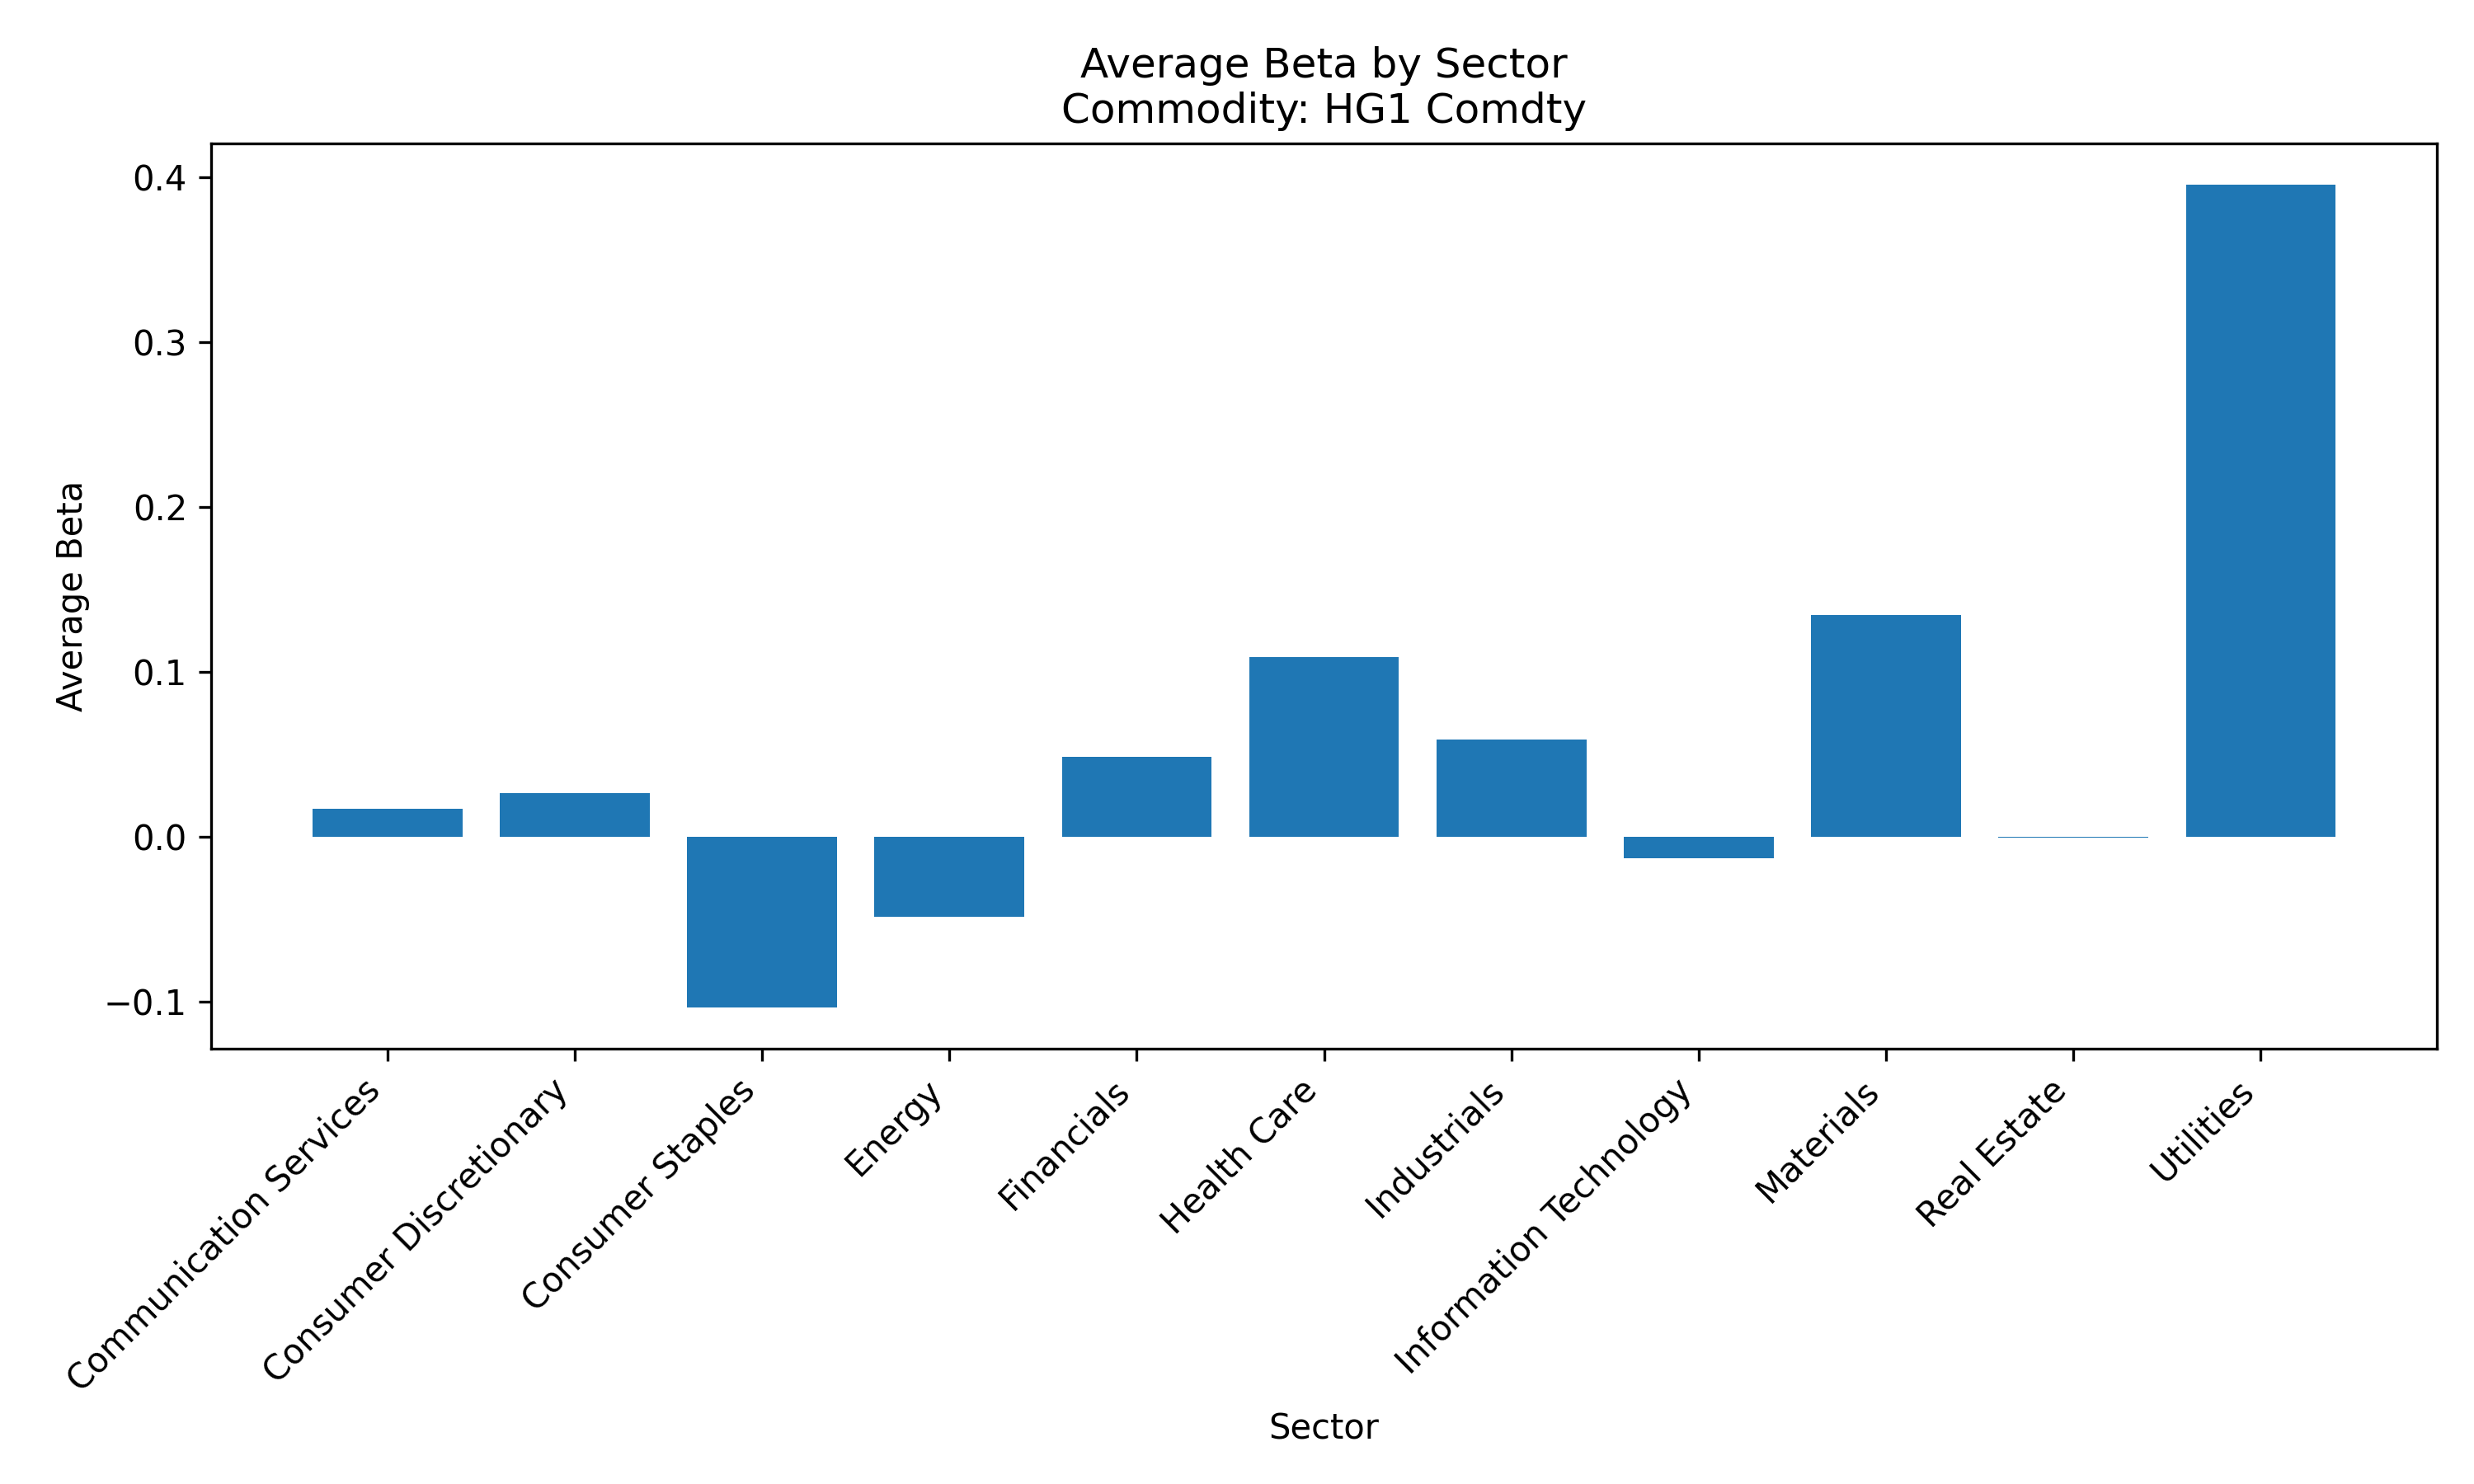 Average Beta by Sector
Commodity: HG1 Comdty
Average Beta
0.4
0.3
0.2
0.1
0.0
−0.1
Communication Services
Consumer Discretionary
Consumer Staples
Energy
Financials
Health Care
Industrials
Information Technology
Materials
Real Estate
Utilities
Sector